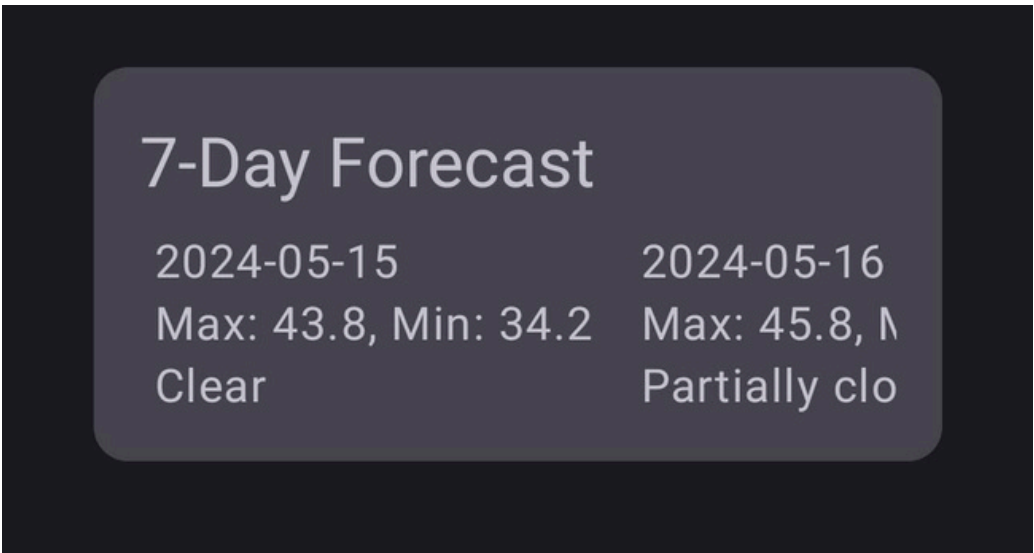 7-Day Forecast
2024-05-15
Max: 43.8, Min: 34.2
Clear
2024-05-16
Max: 45.8,
Partially